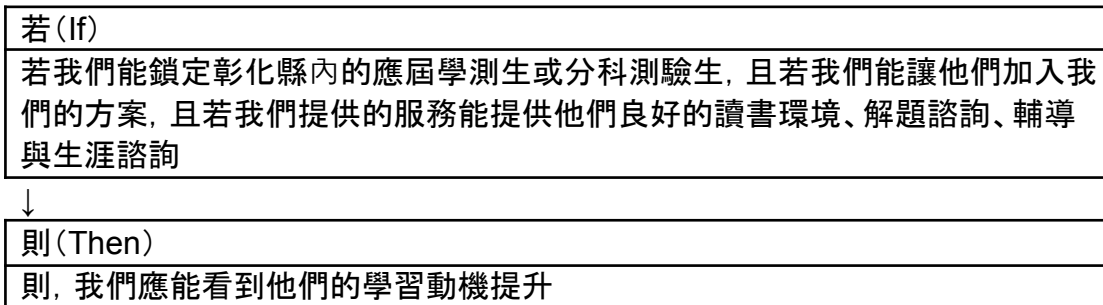 若(If)
若我們能鎖定彰化縣內的應屆學測生或分科測驗生, 且若我們能讓他們加入我
們的方案, 且若我們提供的服務能提供他們良好的讀書環境、解題諮詢、輔導
與生涯諮詢
↓
則(Then)
則, 我們應能看到他們的學習動機提升